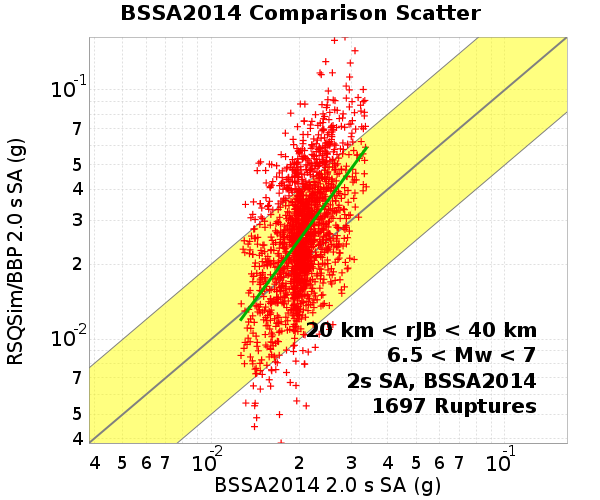 BSSA2014 Comparison Scatter
RSQSim/BBP 2.0 s SA (g)
10-1
7
5
4
3
2
10-2
7
5
4
20 km < rJB < 40 km
6.5 < Mw < 7
2s SA, BSSA2014
1697 Ruptures
4 5 6 7 10-2 2 3 4 5 6 7 10-1
BSSA2014 2.0 s SA (g)